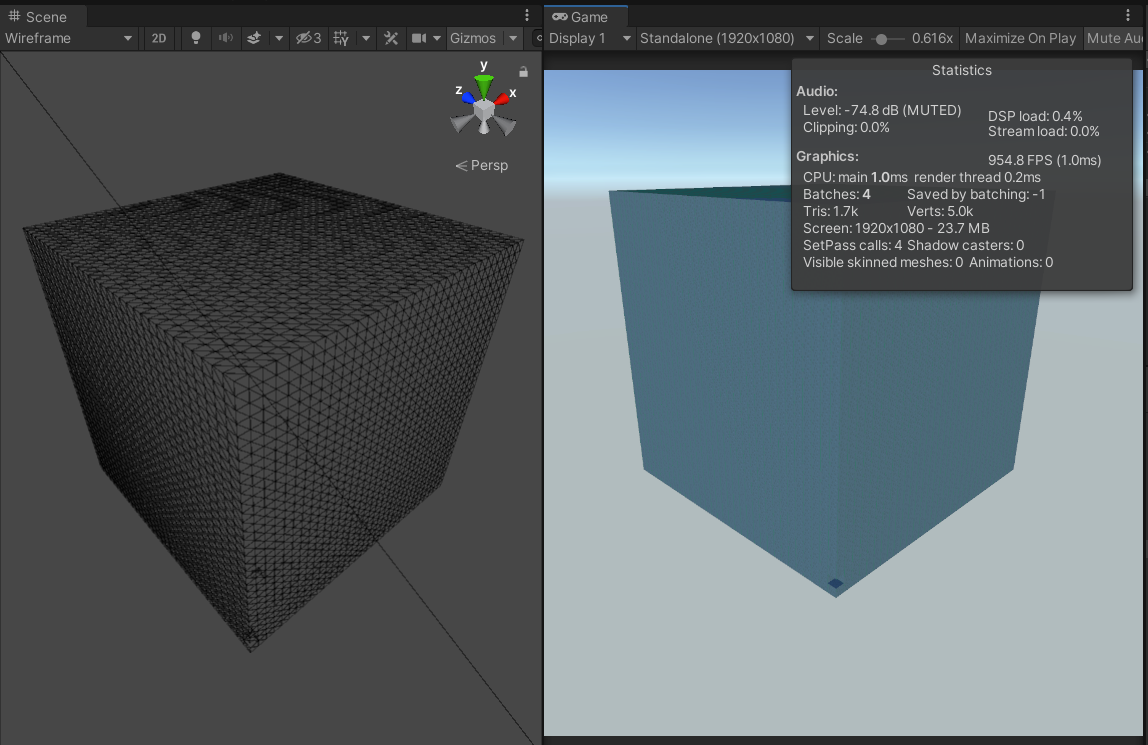 Scene
Wireframe 2D 3 Gizmos
y
z x
Persp
Game
Display 1 Standalone (1920x1080) Scale 0.616x Maximize On Play Mute Au
Statistics
Audio:
Level: -74.8 dB (MUTED) DSP load: 0.4%
Clipping: 0.0% Stream load: 0.0%
Graphics: 954.8 FPS (1.0ms)
CPU: main 1.0ms render thread 0.2ms
Batches: 4 Saved by batching: -1
Tris: 1.7k Verts: 5.0k
Screen: 1920x1080 - 23.7 MB
SetPass calls: 4 Shadow casters: 0
Visible skinned meshes: 0 Animations: 0